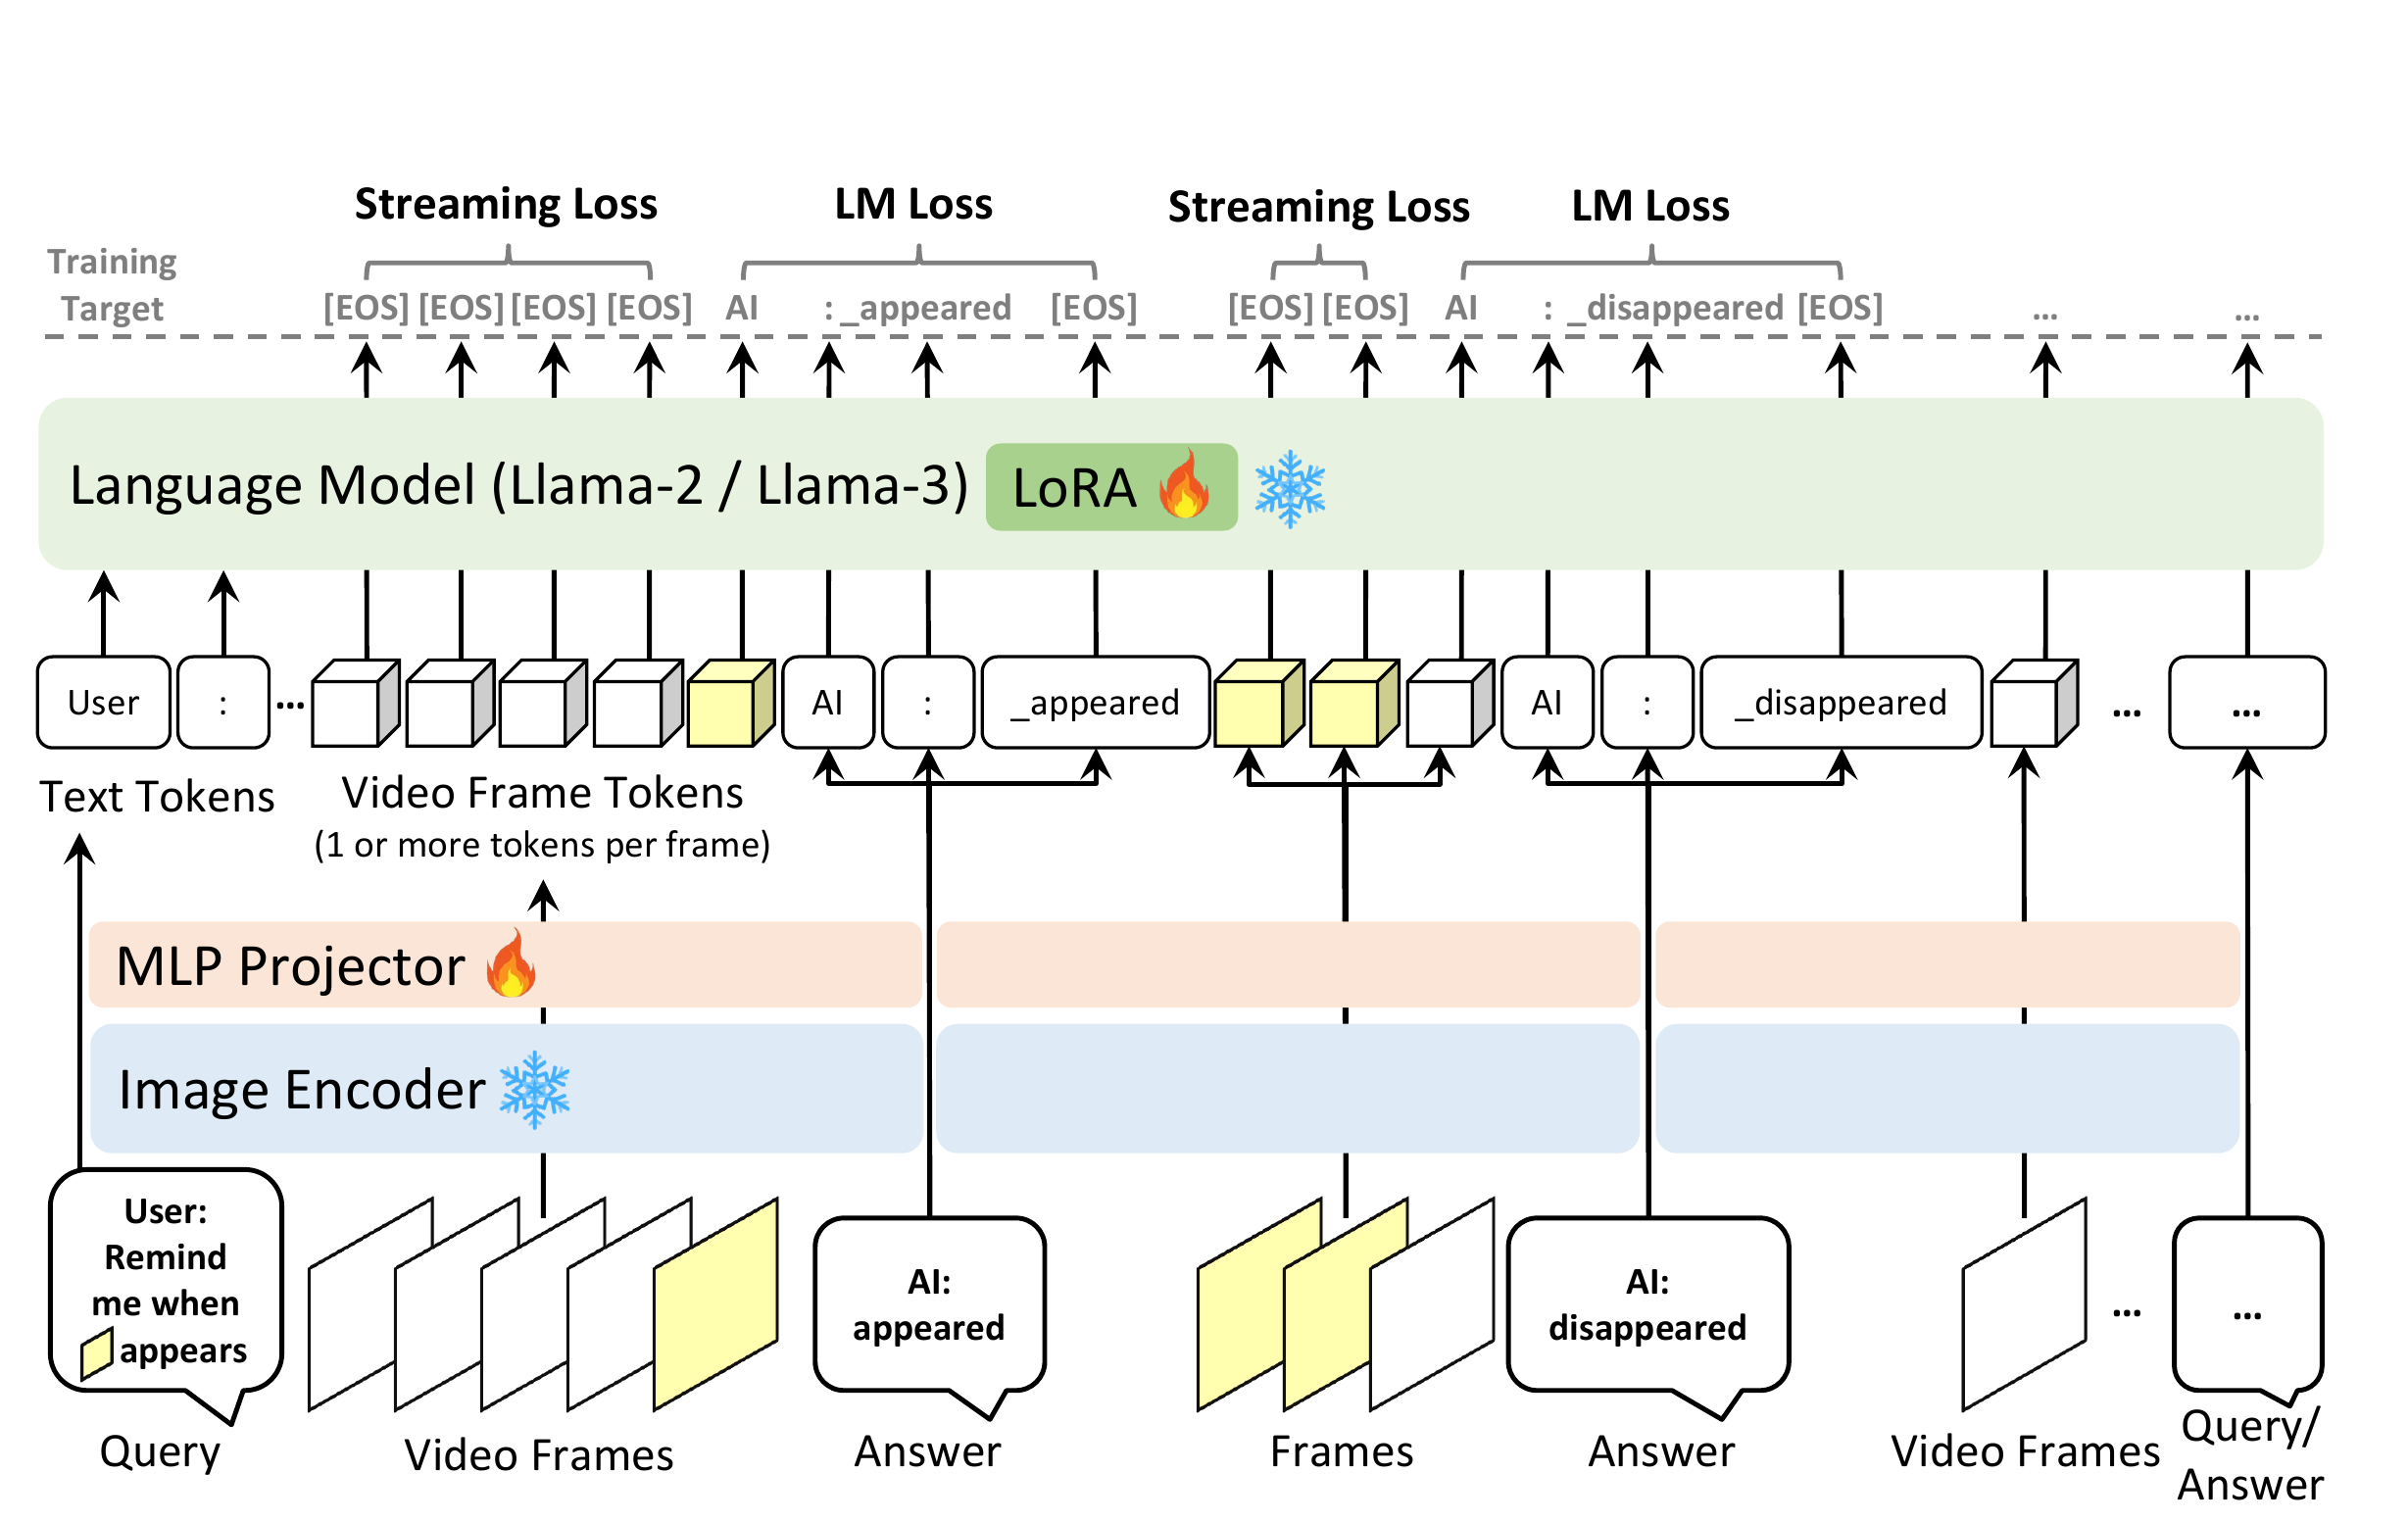 Streaming Loss LM Loss Streaming Loss LM Loss
Training
Target
[EOS] [EOS] [EOS] [EOS] AI : _appeared [EOS] [EOS] [EOS] AI : _disappeared [EOS] ... ...
Language Model (Llama-2 / Llama-3) LoRA
User : ... AI : _appeared AI : _disappeared ... ...
Text Tokens
Video Frame Tokens
(1 or more tokens per frame)
MLP Projector
Image Encoder
User:
Remind
me when
appears
AI:
appeared
AI:
disappeared
... ...
Query
Video Frames
Answer
Frames
Answer
Video Frames
Query/
Answer